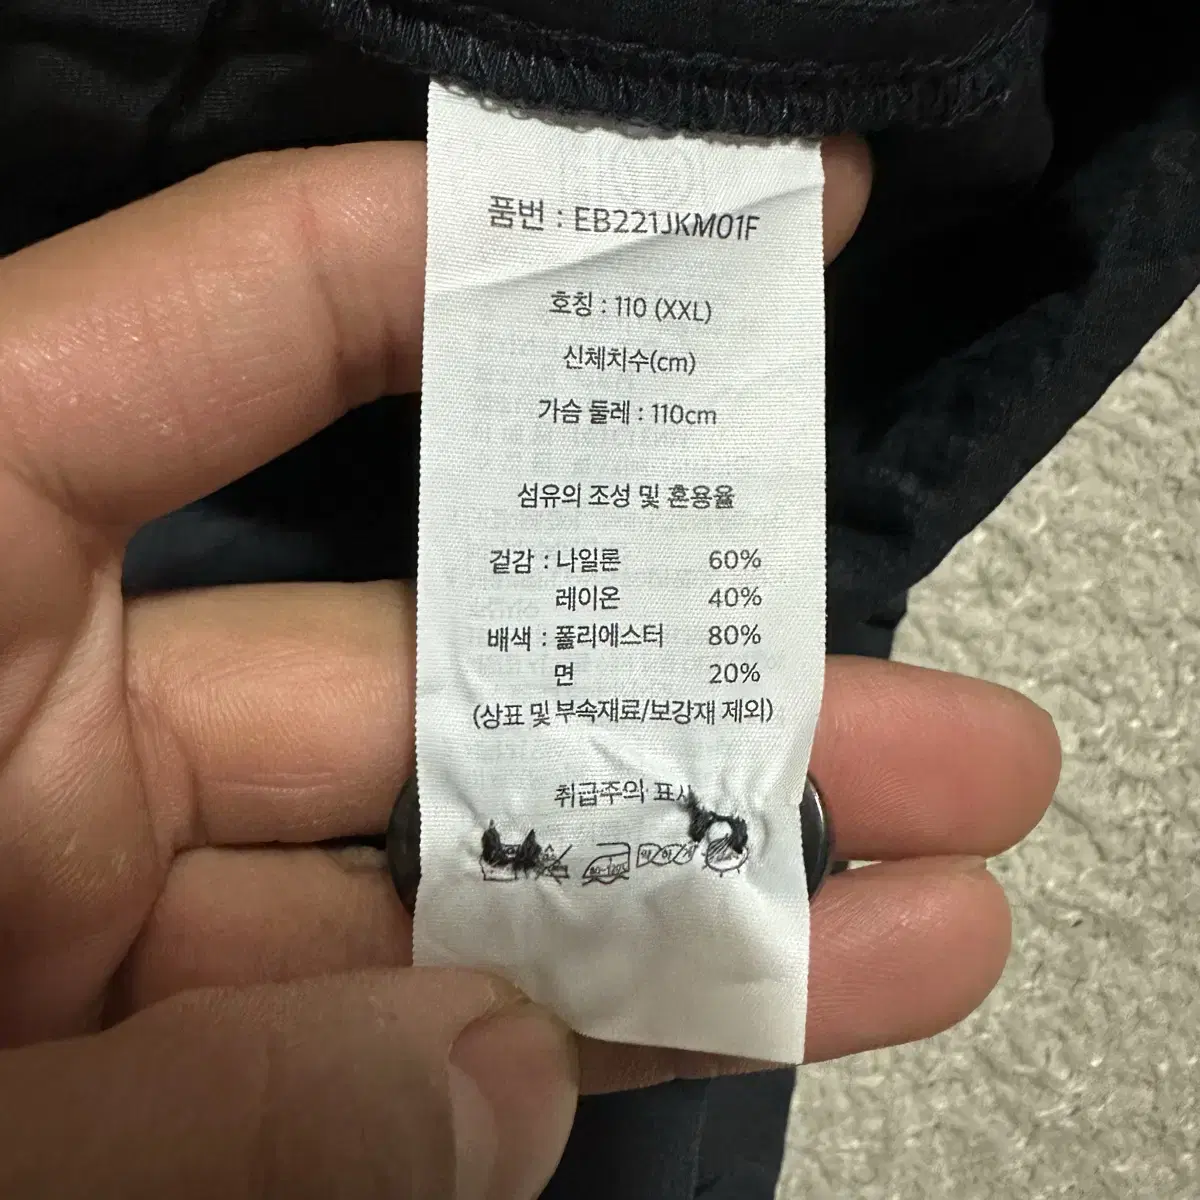 품번 : EB221JKM01F
호칭 : 110 (XXL)
신체치수(cm)
가슴 둘레 : 110cm
섬유의 조성 및 혼용율
겉감 : 나일론 60%
레이온 40%
배색 : 폴리에스터 80%
면 20%
(상표 및 부속재료/보강재 제외)
취급주의 표시